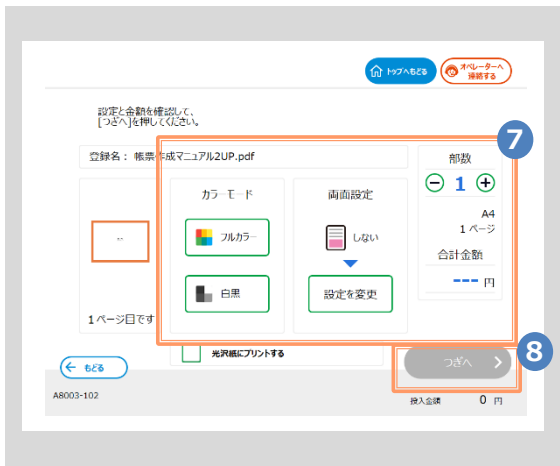 トップへもどる
オペレーターへ
連絡する
設定と金額を確認して、
[つぎへ]を押してください。
7
登録名： 帳票作成マニュアル2UP.pdf
部数
1
カラーモード
両面設定
A4
1 ページ
フルカラー
しない
合計金額
--- 円
白黒
設定を変更
1ページ目です
光沢紙にプリントする
つぎへ
8
もどる
A8003-102
投入金額 0 円